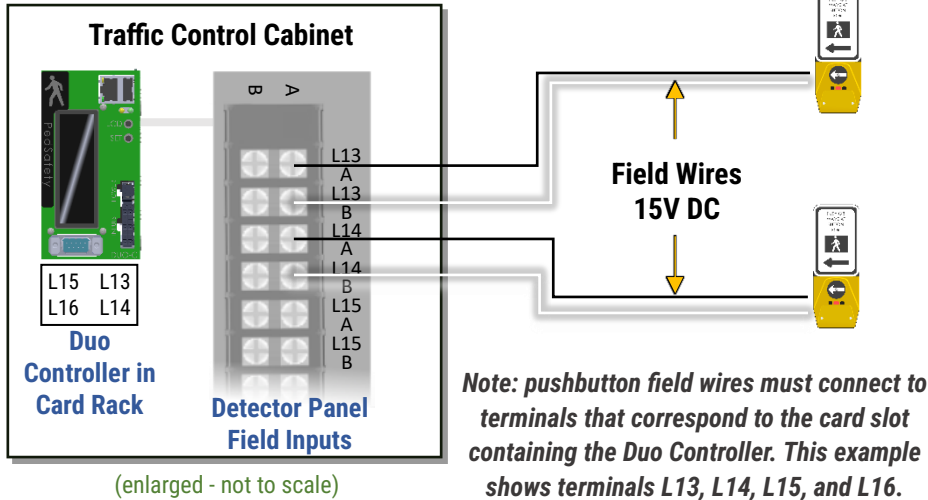 Traffic Control Cabinet
B A
PeoSafety
L13
A
L13
B
L14
A
L14
B
L15
A
L15
B
L15 L13
L16 L14
Duo
Controller in
Card Rack
Detector Panel
Field Inputs
(enlarged - not to scale)
Field Wires
15V DC
Note: pushbutton field wires must connect to
terminals that correspond to the card slot
containing the Duo Controller. This example
shows terminals L13, L14, L15, and L16.